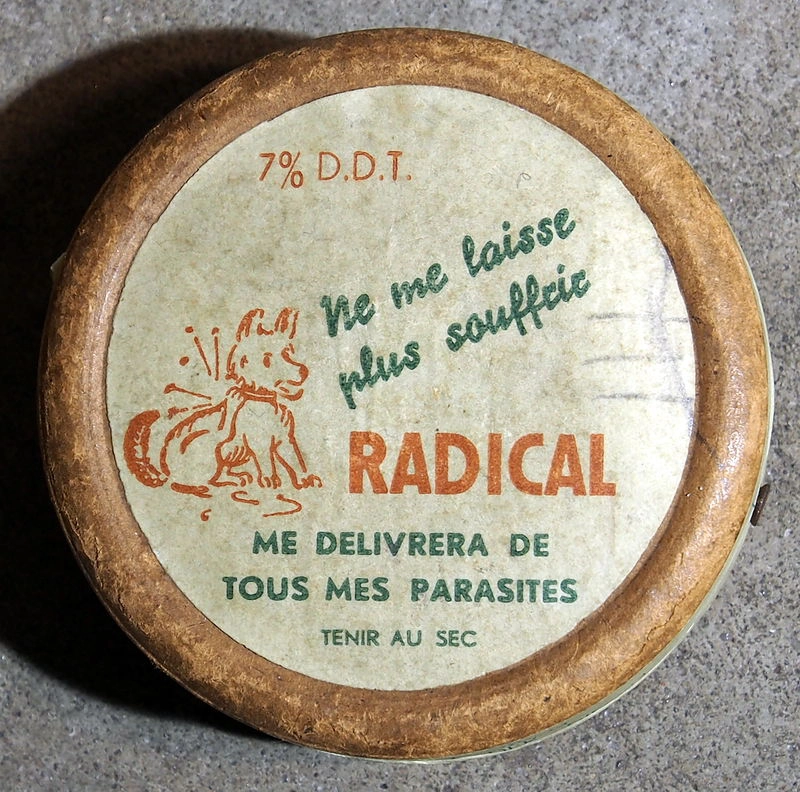 7% D.D.T.
Ne me laisse
plus souffrir
RADICAL
ME DELIVRERA DE
TOUS MES PARASITES
TENIR AU SEC